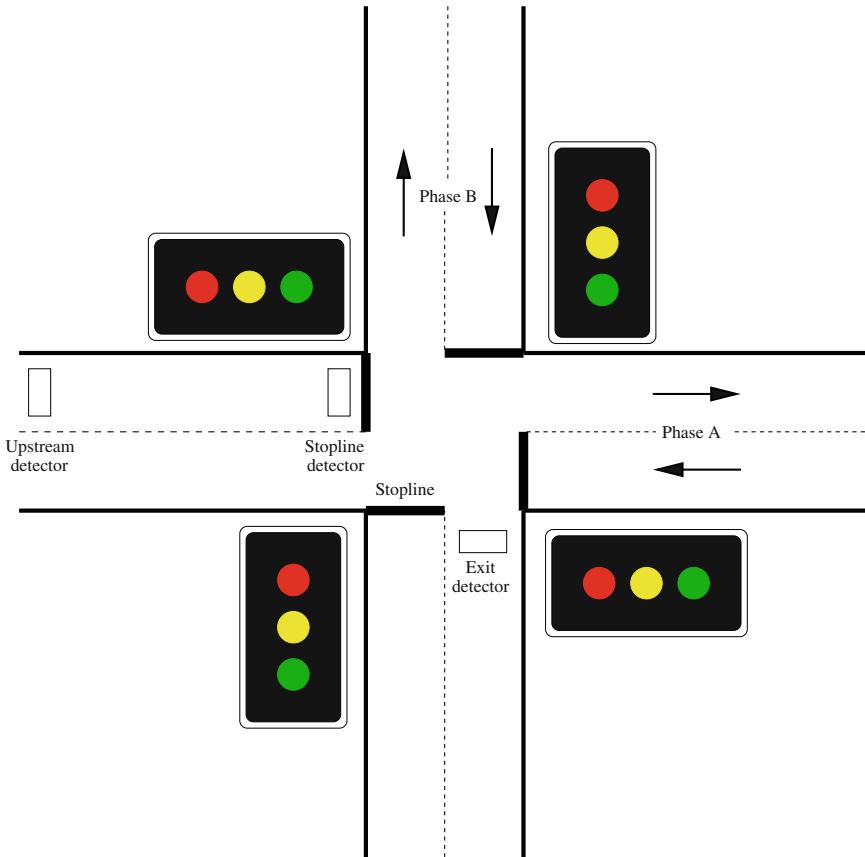 Phase B
Phase A
Upstream
detector
Stopline
detector
Stopline
Exit
detector